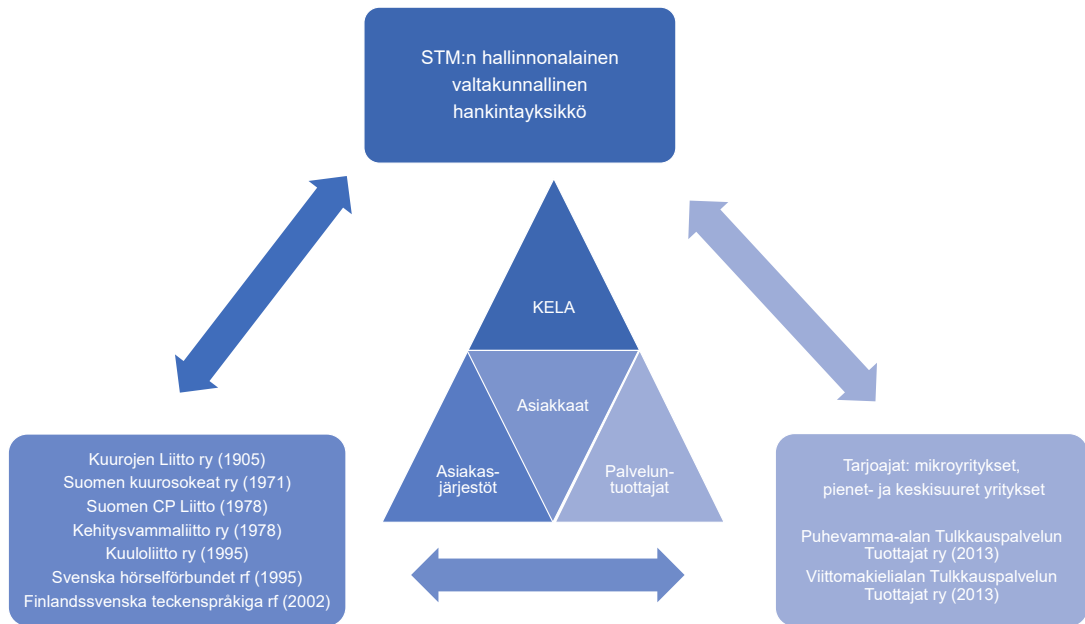 STM:n hallinnonalainen
valtakunnallinen
hankintayksikkö
KELA
Asiakkaat
Asiakas-
järjestöt
Palvelun-
tuottajat
Kuurojen Liitto ry (1905)
Suomen kuurosokeat ry (1971)
Suomen CP Liitto (1978)
Kehitysvammaliitto ry (1978)
Kuuloliitto ry (1995)
Svenska hörselförbundet rf (1995)
Finlandssvenska teckenspråkiga rf (2002)
Tarjoajat: mikroyritykset,
pienet- ja keskisuuret yritykset
Puhevamma-alan Tulkkauspalvelun
Tuottajat ry (2013)
Viittomakielialan Tulkkauspalvelun
Tuottajat ry (2013)